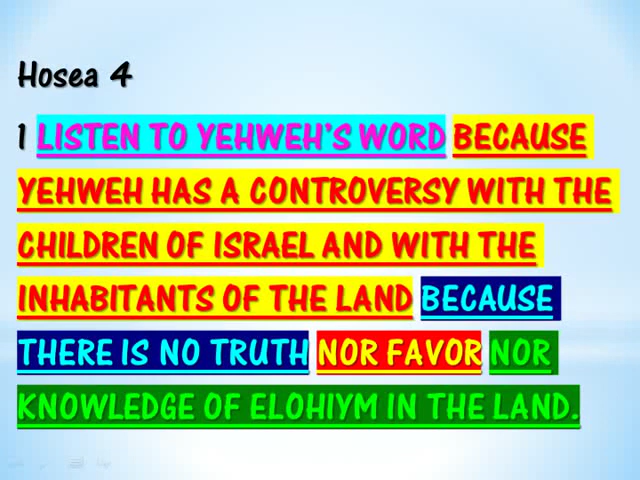 Hosea 4
1 LISTEN TO YEHWEH'S WORD BECAUSE
YEHWEH HAS A CONTROVERSY WITH THE
CHILDREN OF ISRAEL AND WITH THE
INHABITANTS OF THE LAND BECAUSE
THERE IS NO TRUTH NOR FAVOR NOR
KNOWLEDGE OF ELOHIYM IN THE LAND.